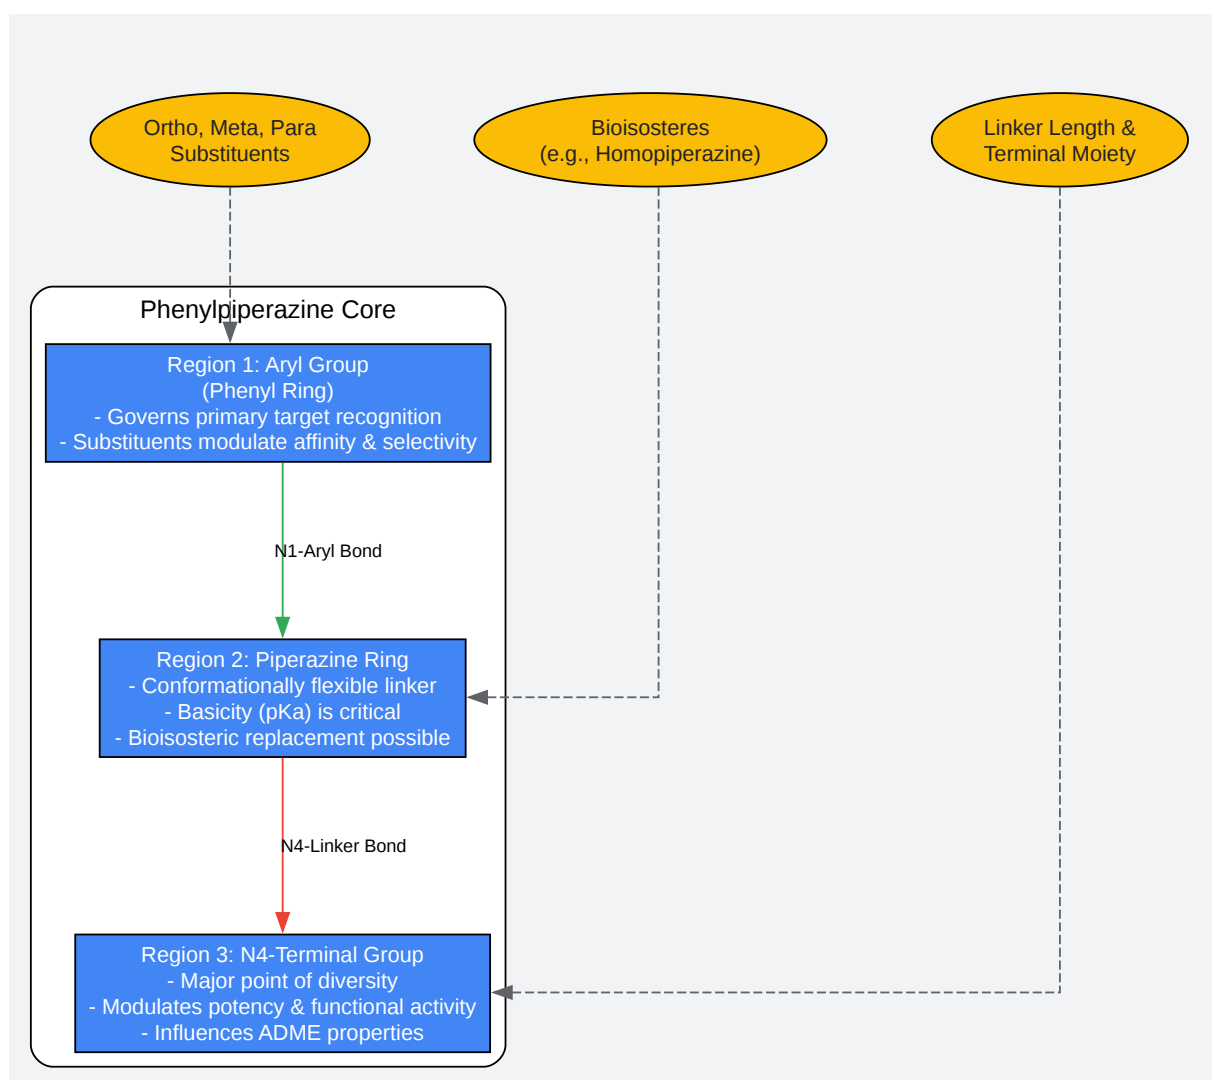 Ortho, Meta, Para
Substituents
Bioisosteres
(e.g., Homopiperazine)
Linker Length &
Terminal Moiety
Phenylpiperazine Core
Region 1: Aryl Group
(Phenyl Ring)
- Governs primary target recognition
- Substituents modulate affinity & selectivity
N1-Aryl Bond
Region 2: Piperazine Ring
- Conformationally flexible linker
- Basicity (pKa) is critical
- Bioisosteric replacement possible
N4-Linker Bond
Region 3: N4-Terminal Group
- Major point of diversity
- Modulates potency & functional activity
- Influences ADME properties